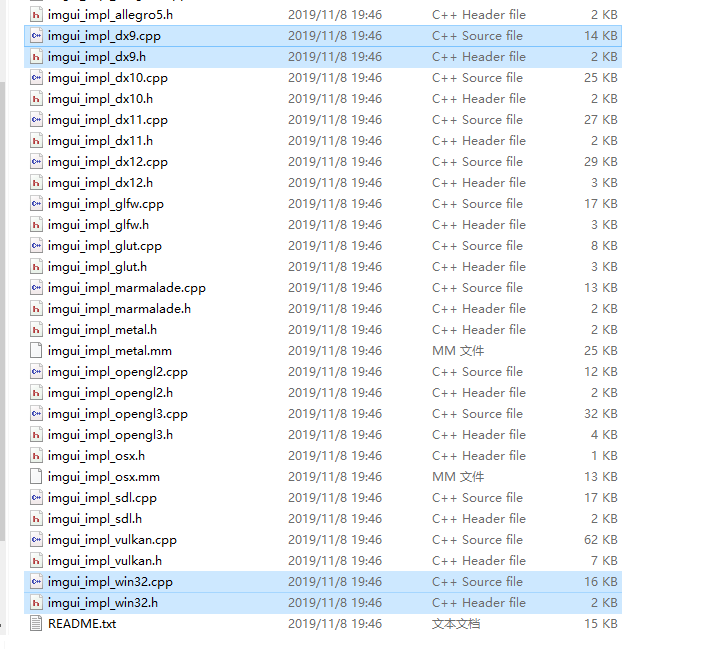 imgui_impl_allegro5.h 2019/11/8 19:46 C++ Header file 2 KB
imgui_impl_dx9.cpp 2019/11/8 19:46 C++ Source file 14 KB
imgui_impl_dx9.h 2019/11/8 19:46 C++ Header file 2 KB
imgui_impl_dx10.cpp 2019/11/8 19:46 C++ Source file 25 KB
imgui_impl_dx10.h 2019/11/8 19:46 C++ Header file 2 KB
imgui_impl_dx11.cpp 2019/11/8 19:46 C++ Source file 27 KB
imgui_impl_dx11.h 2019/11/8 19:46 C++ Header file 2 KB
imgui_impl_dx12.cpp 2019/11/8 19:46 C++ Source file 29 KB
imgui_impl_dx12.h 2019/11/8 19:46 C++ Header file 3 KB
imgui_impl_glfw.cpp 2019/11/8 19:46 C++ Source file 17 KB
imgui_impl_glfw.h 2019/11/8 19:46 C++ Header file 3 KB
imgui_impl_glut.cpp 2019/11/8 19:46 C++ Source file 8 KB
imgui_impl_glut.h 2019/11/8 19:46 C++ Header file 3 KB
imgui_impl_marmalade.cpp 2019/11/8 19:46 C++ Source file 13 KB
imgui_impl_marmalade.h 2019/11/8 19:46 C++ Header file 2 KB
imgui_impl_metal.h 2019/11/8 19:46 C++ Header file 2 KB
imgui_impl_metal.mm 2019/11/8 19:46 MM 文件 25 KB
imgui_impl_opengl2.cpp 2019/11/8 19:46 C++ Source file 12 KB
imgui_impl_opengl2.h 2019/11/8 19:46 C++ Header file 2 KB
imgui_impl_opengl3.cpp 2019/11/8 19:46 C++ Source file 32 KB
imgui_impl_opengl3.h 2019/11/8 19:46 C++ Header file 4 KB
imgui_impl_osx.h 2019/11/8 19:46 C++ Header file 1 KB
imgui_impl_osx.mm 2019/11/8 19:46 MM 文件 13 KB
imgui_impl_sdl.cpp 2019/11/8 19:46 C++ Source file 17 KB
imgui_impl_sdl.h 2019/11/8 19:46 C++ Header file 2 KB
imgui_impl_vulkan.cpp 2019/11/8 19:46 C++ Source file 62 KB
imgui_impl_vulkan.h 2019/11/8 19:46 C++ Header file 7 KB
imgui_impl_win32.cpp 2019/11/8 19:46 C++ Source file 16 KB
imgui_impl_win32.h 2019/11/8 19:46 C++ Header file 2 KB
README.txt 2019/11/8 19:46 文本文档 15 KB